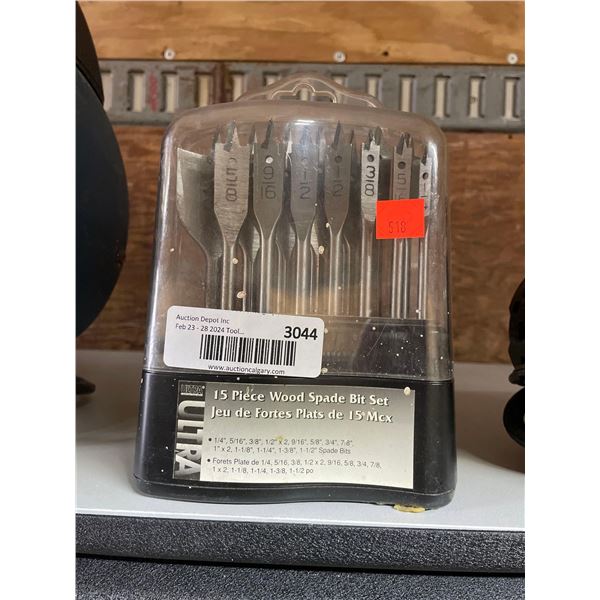 5/8
9/16
1/2
1/2
3/8
518
Auction Depot Inc
Feb 23 - 28 2024 Tool...
3044
www.auctioncalgary.com
ULTRA
ULTRA
15 Piece Wood Spade Bit Set
Jeu de Fortes Plats de 15 Mcx
• 1/4", 5/16", 3/8", 1/2" x 2, 9/16", 5/8", 3/4", 7/8",
1" x 2, 1-1/8", 1-1/4", 1-3/8", 1-1/2" Spade Bits
• Forets Plate de 1/4, 5/16, 3/8, 1/2 x 2, 9/16, 5/8, 3/4, 7/8,
1 x 2, 1-1/8, 1-1/4, 1-3/8, 1-1/2 po